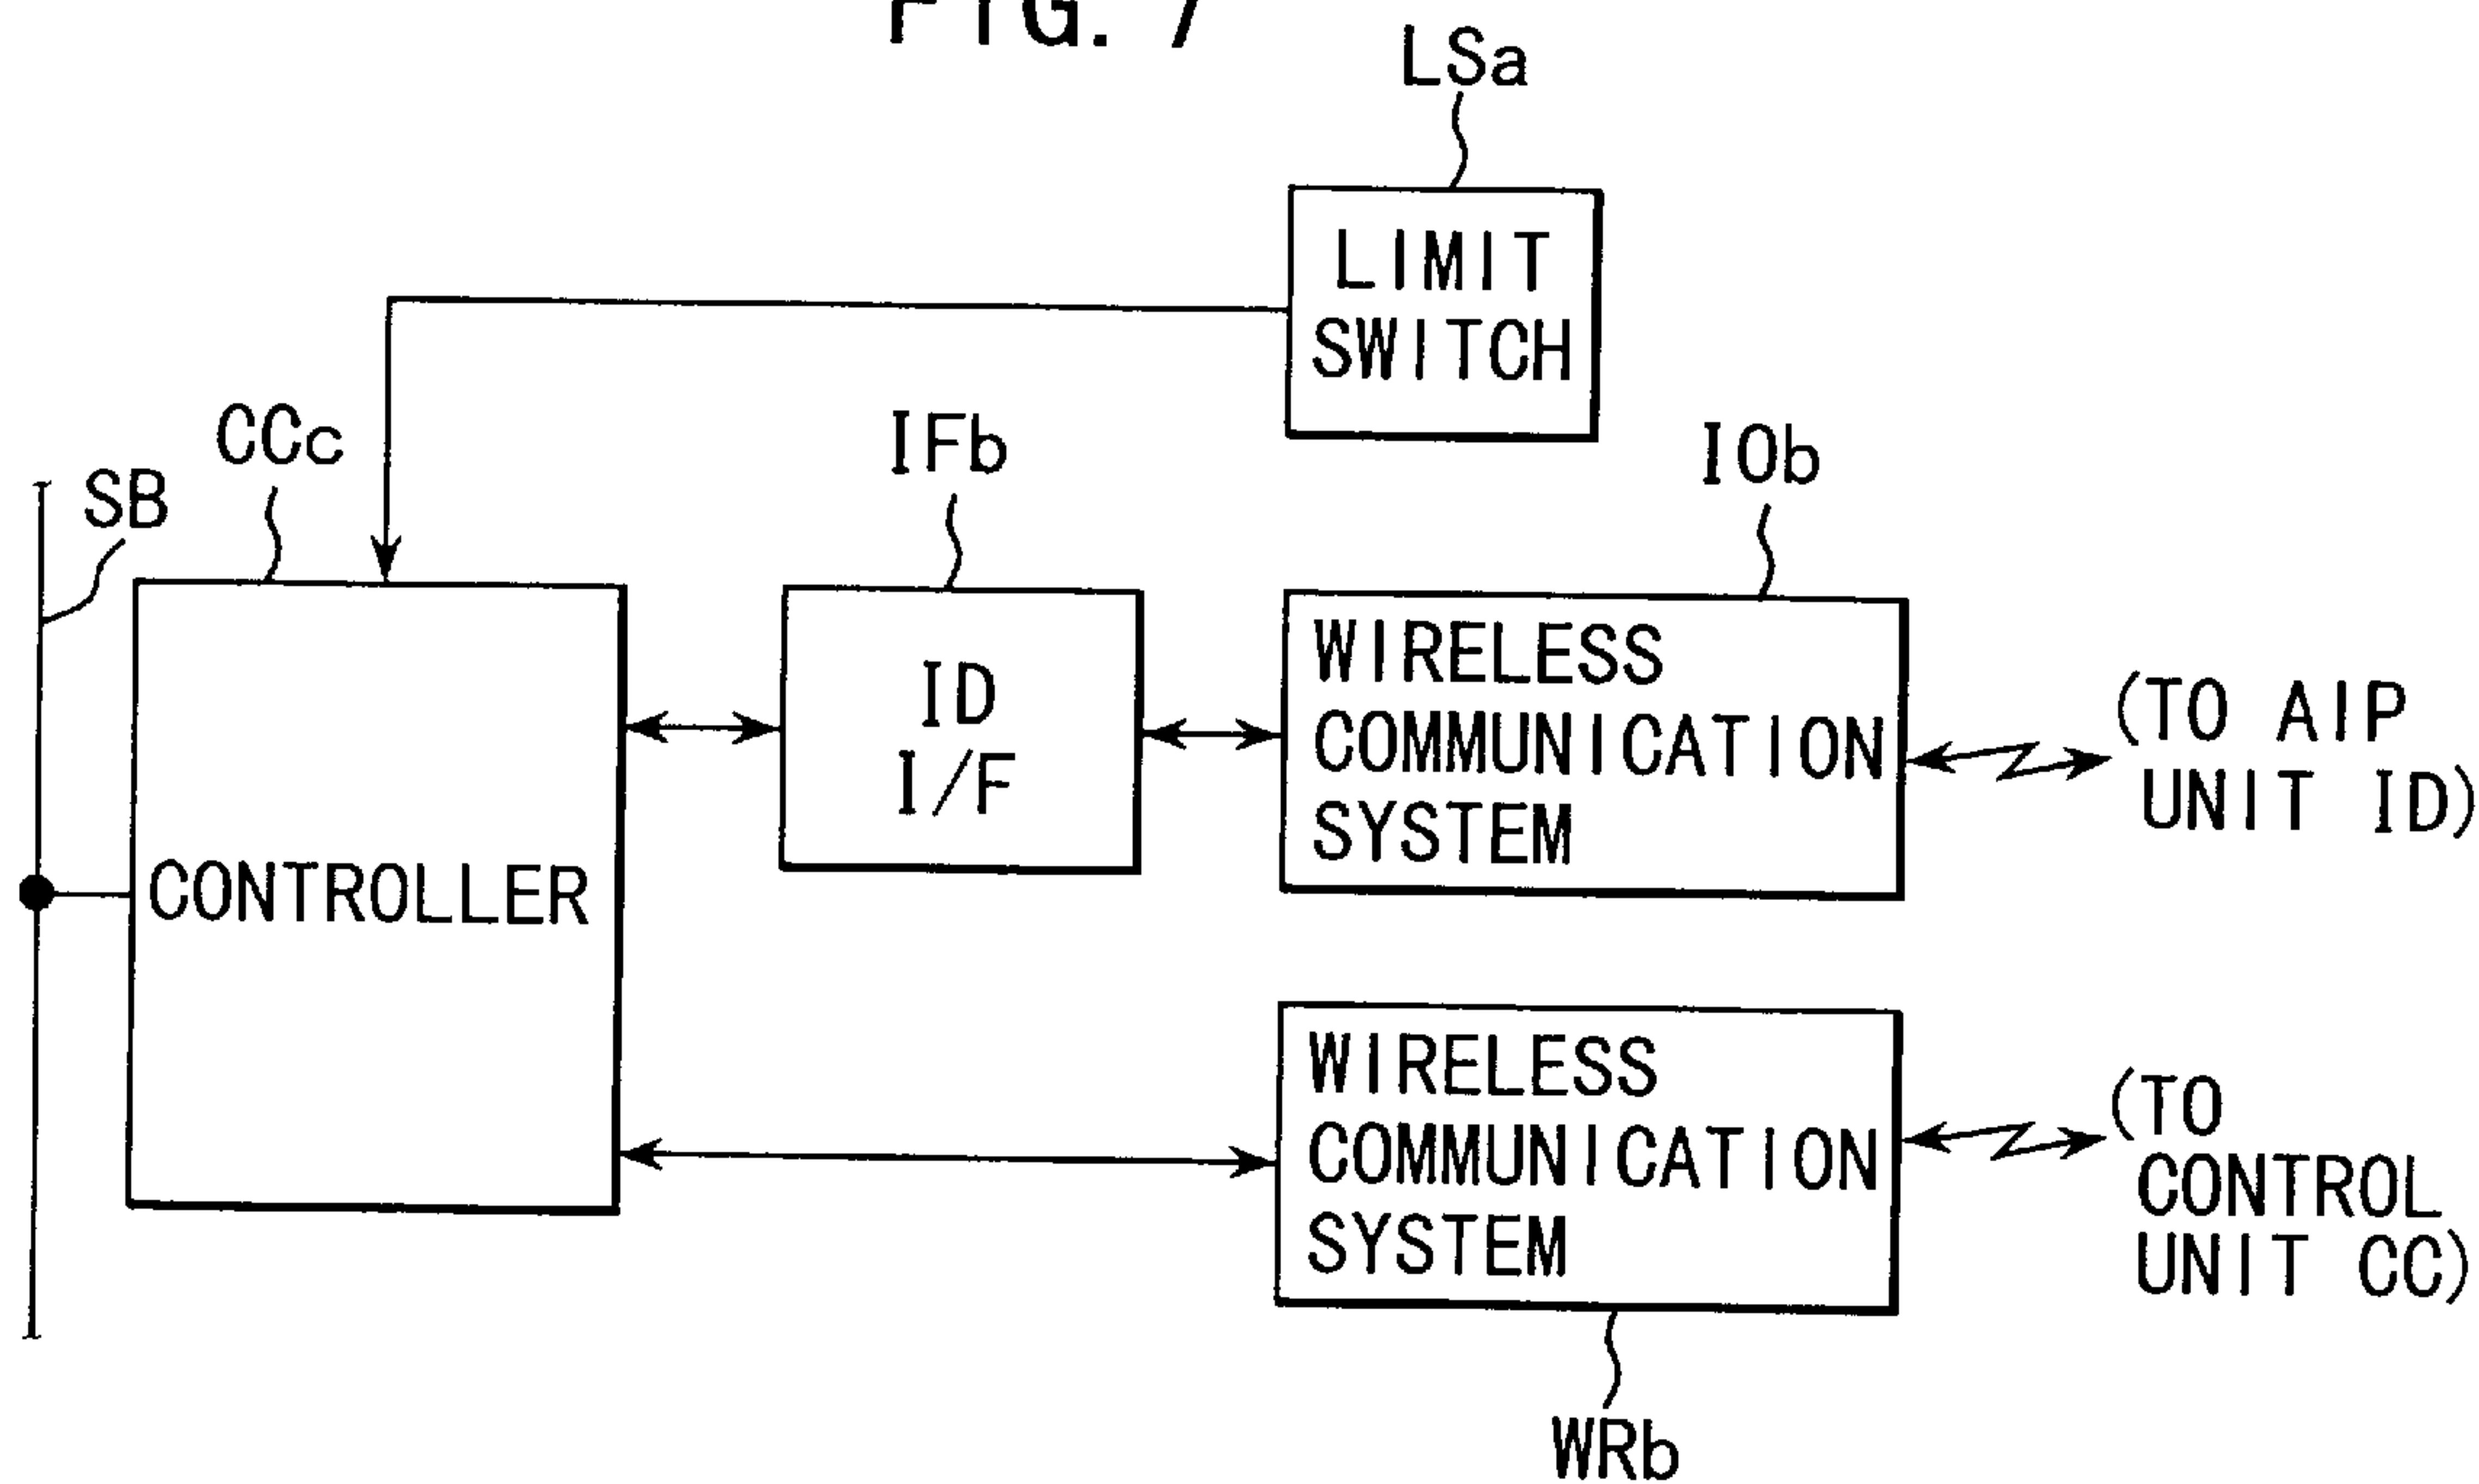 FIG. 7
LSa
LIMIT
SWITCH
CCc
SB
IFb
IOb
ID
I/F
WIRELESS
COMMUNICATION
SYSTEM
(TO AIP
UNIT ID)
CONTROLLER
WIRELESS
COMMUNICATION
SYSTEM
(TO
CONTROL
UNIT CC)
WRb